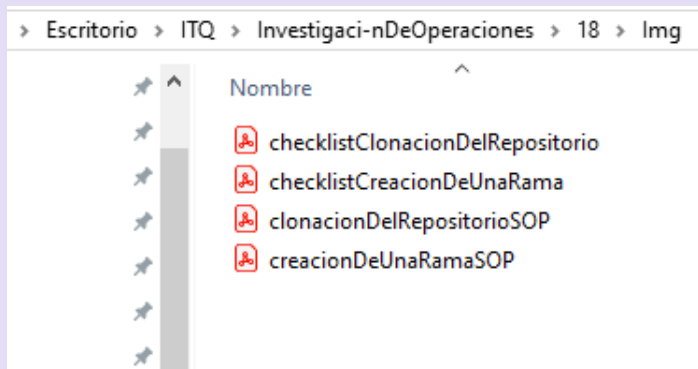 > Escritorio > ITQ > Investigaci-nDeOperaciones > 18 > Img
Nombre
checklistClonacionDelRepositorio
checklistCreacionDeUnaRama
clonacionDelRepositorioSOP
creacionDeUnaRamaSOP